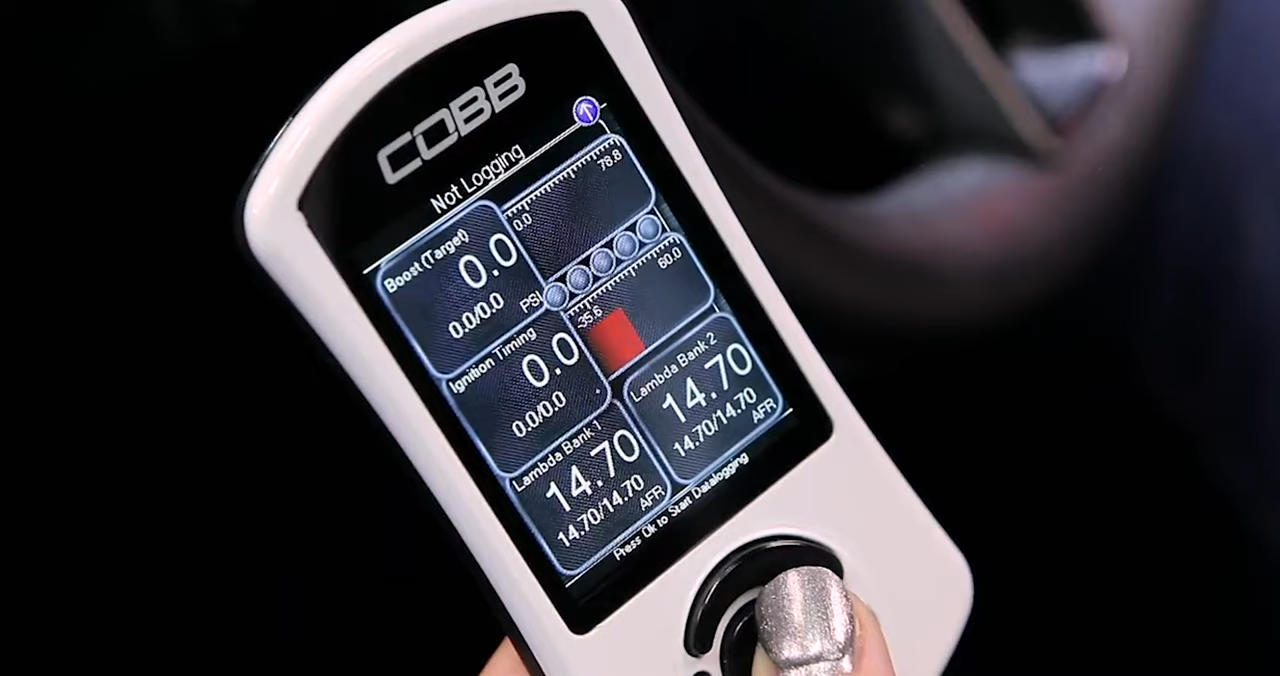 COBB
Not Logging
Boost (Target)
0.0
0.0/0.0
PSI
0.0
78.8
Ignition Timing
0.0
0.0/0.0
-35.6
60.0
Lambda Bank 1
14.70
14.70/14.70
AFR
Lambda Bank 2
14.70
14.70/14.70
AFR
Press Ok to Start Datalogging